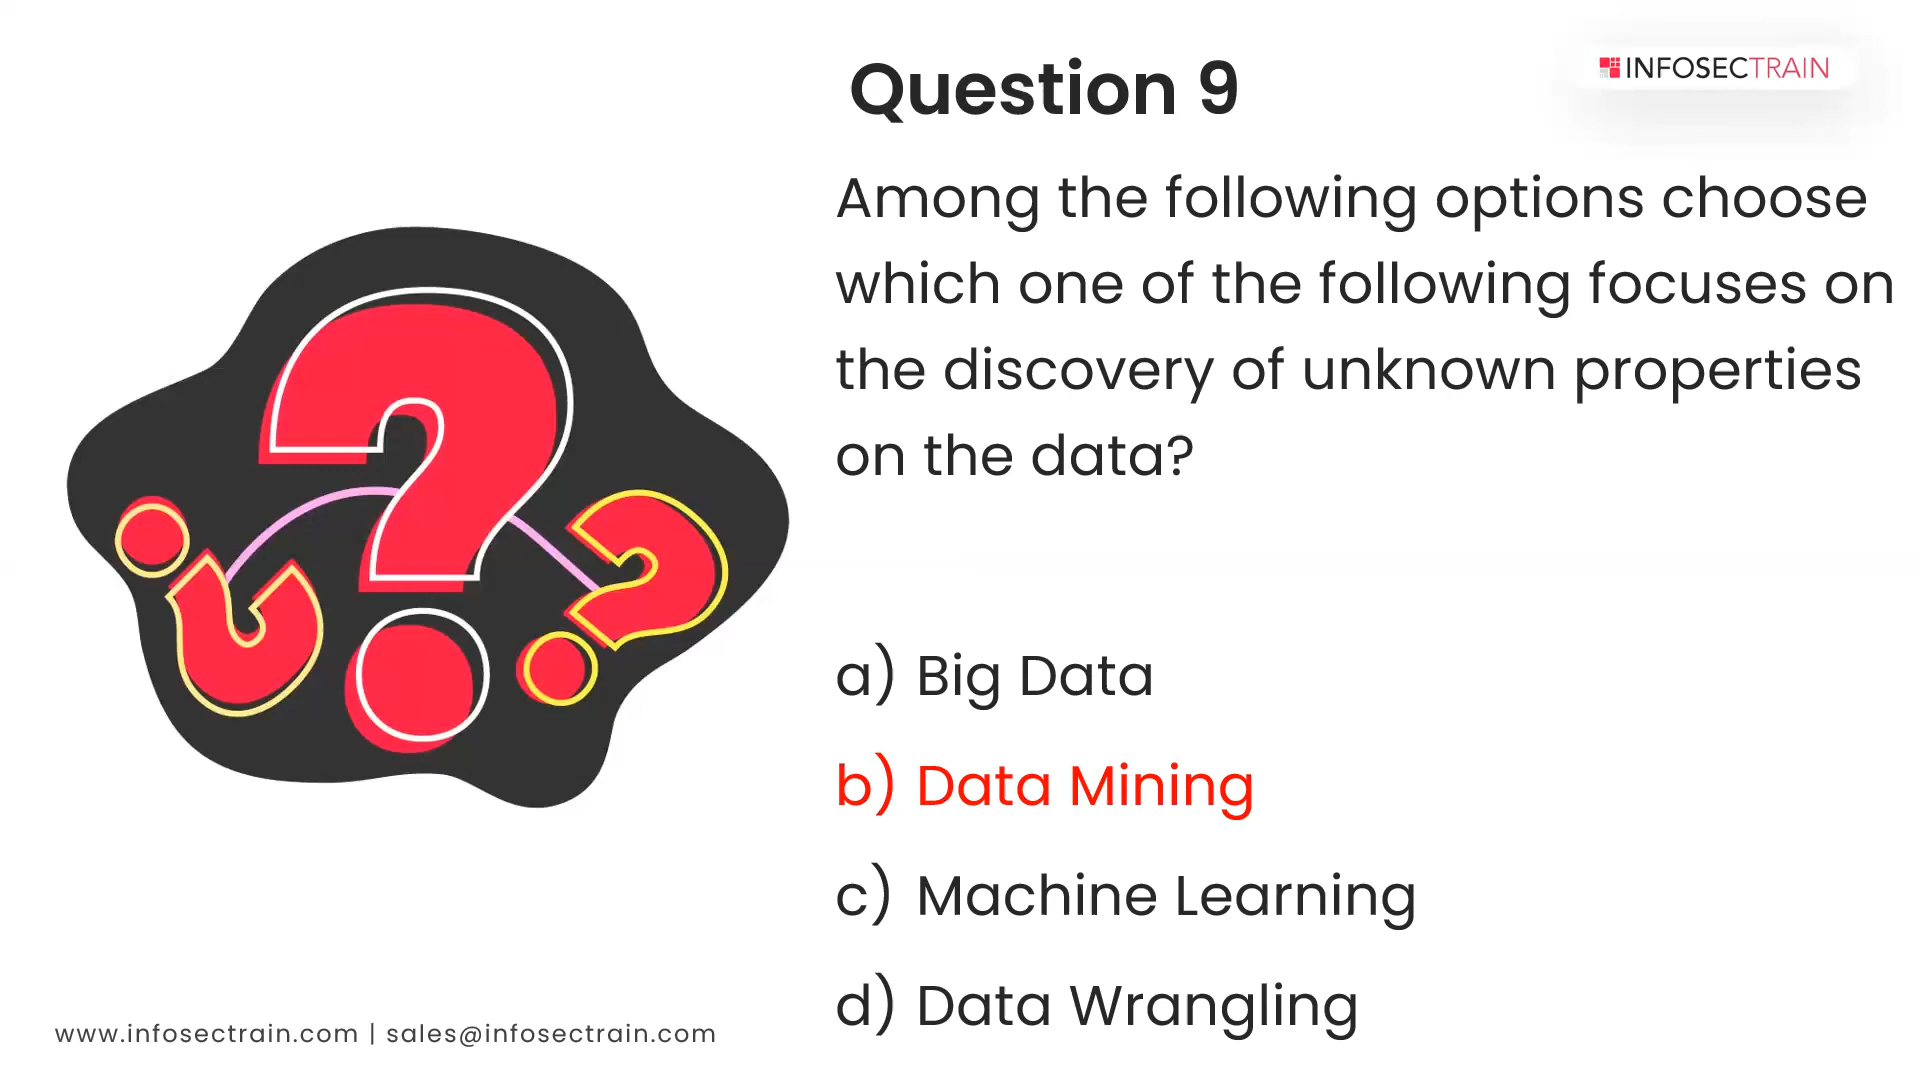 Question 9
INFOSECTRAIN
Among the following options choose
which one of the following focuses on
the discovery of unknown properties
on the data?
a) Big Data
b) Data Mining
c) Machine Learning
d) Data Wrangling
www.infosectrain.com | sales@infosectrain.com